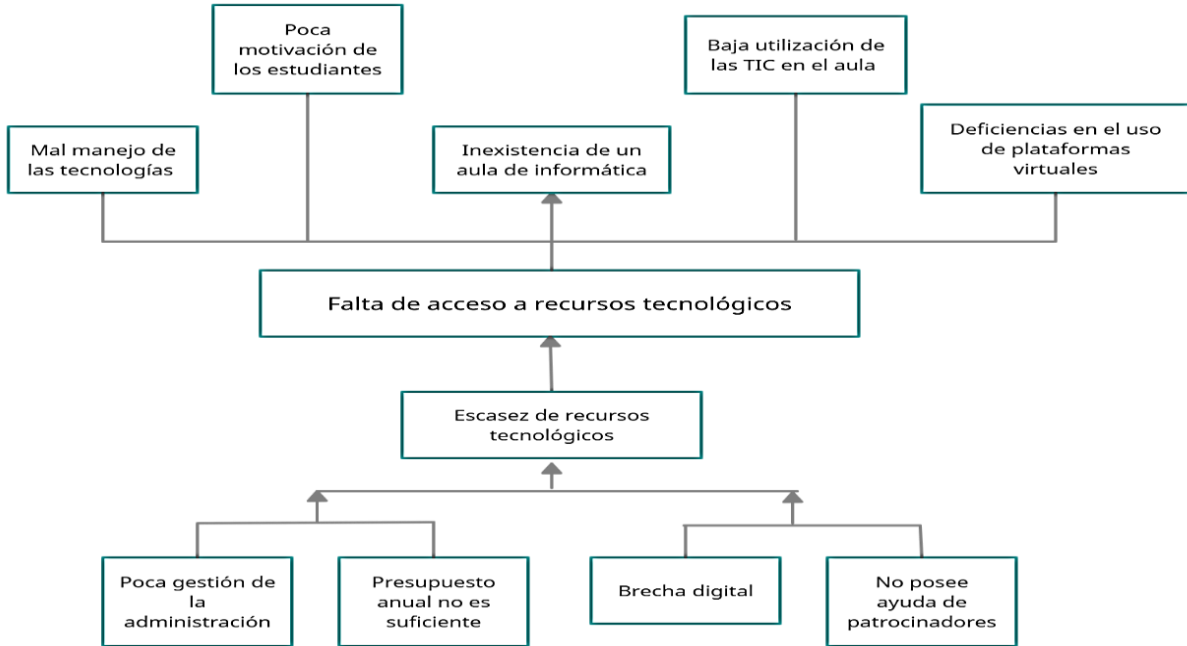 Poca
motivación de
los estudiantes
Baja utilización de
las TIC en el aula
Mal manejo de
las tecnologías
Inexistencia de un
aula de informática
Deficiencias en el uso
de plataformas
virtuales
Falta de acceso a recursos tecnológicos
Escasez de recursos
tecnológicos
Poca gestión de
la
administración
Presupuesto
anual no es
suficiente
Brecha digital
No posee
ayuda de
patrocinadores